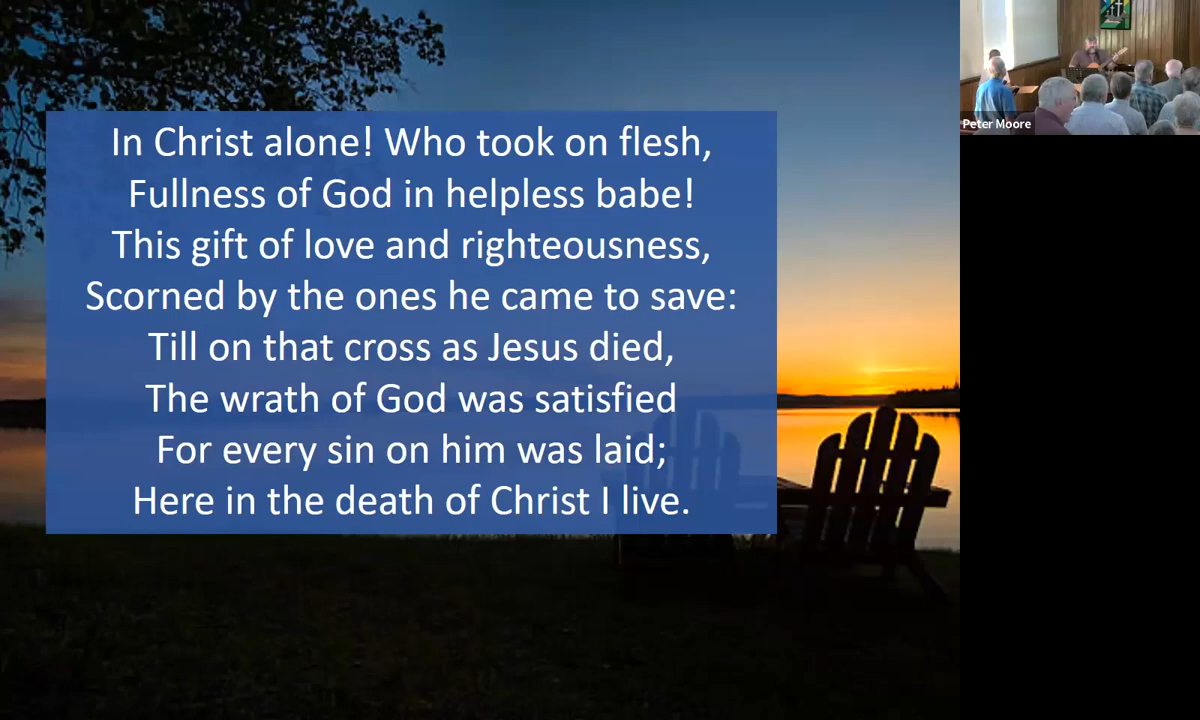 In Christ alone! Who took on flesh,
Fullness of God in helpless babe!
This gift of love and righteousness,
Scorned by the ones he came to save:
Till on that cross as Jesus died,
The wrath of God was satisfied
For every sin on him was laid;
Here in the death of Christ I live.
Peter Moore